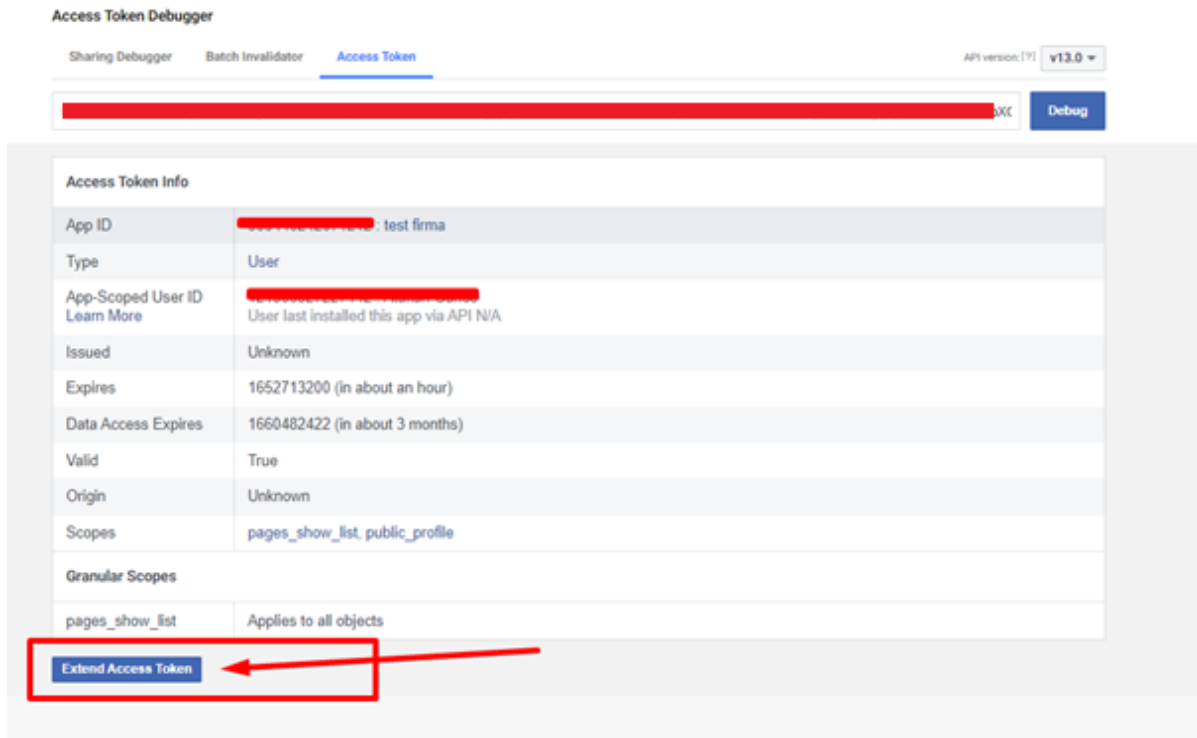 Access Token Debugger
Sharing Debugger Batch Invalidator Access Token API version: [?] v13.0
Debug
Access Token Info
App ID : test firma
Type User
App-Scoped User ID
Learn More User last installed this app via API N/A
Issued Unknown
Expires 1652713200 (in about an hour)
Data Access Expires 1660482422 (in about 3 months)
Valid True
Origin Unknown
Scopes pages_show_list, public_profile
Granular Scopes
pages_show_list Applies to all objects
Extend Access Token